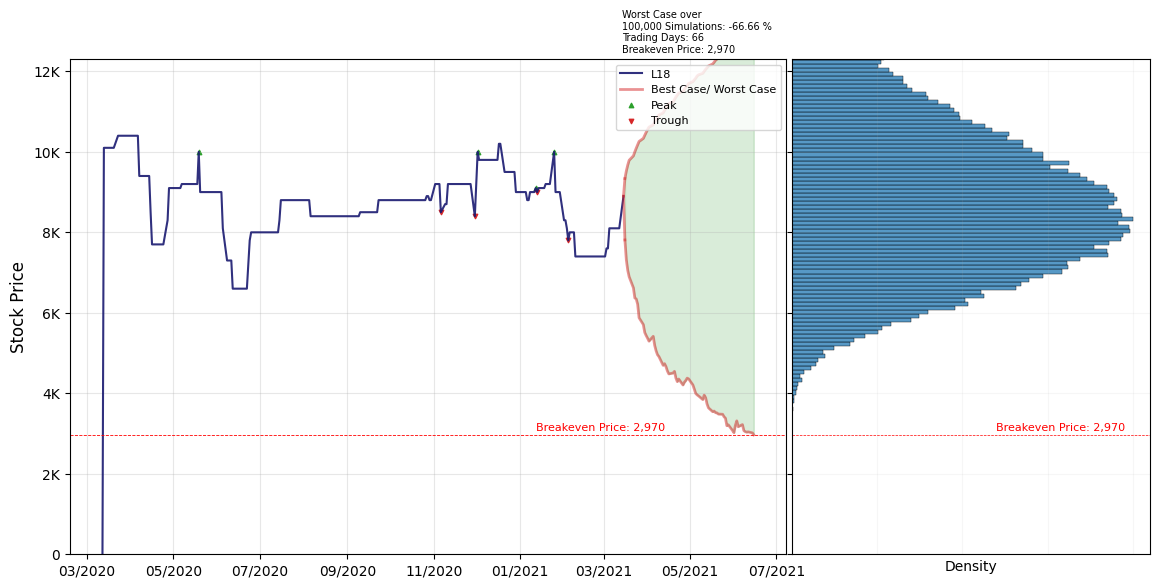 Worst Case over
100,000 Simulations: -66.66 %
Trading Days: 66
Breakeven Price: 2,970
L18
Best Case/ Worst Case
Peak
Trough
12K
10K
8K
6K
4K
2K
0
Stock Price
Breakeven Price: 2,970
Breakeven Price: 2,970
03/2020 05/2020 07/2020 09/2020 11/2020 01/2021 03/2021 05/2021 07/2021
Density